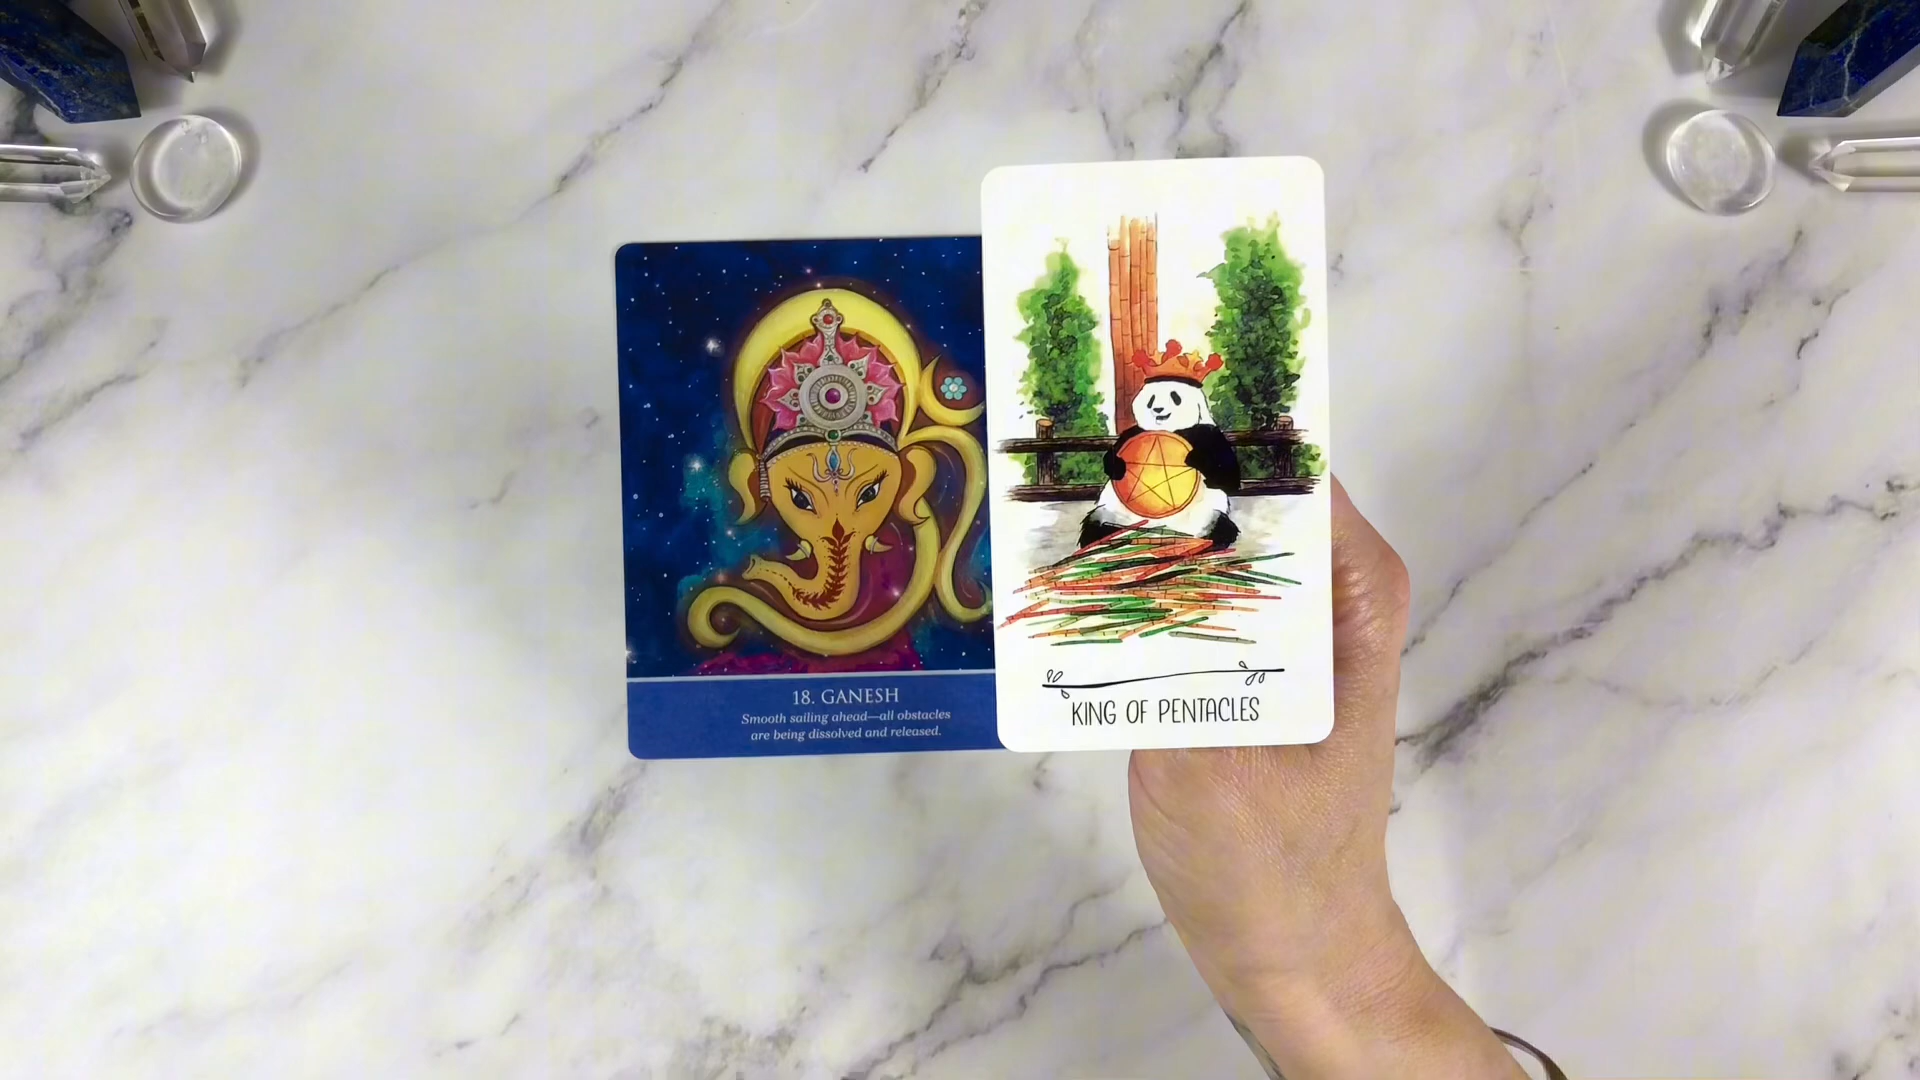 18. GANESH
Smooth sailing ahead—all obstacles
are being dissolved and released.
KING OF PENTACLES